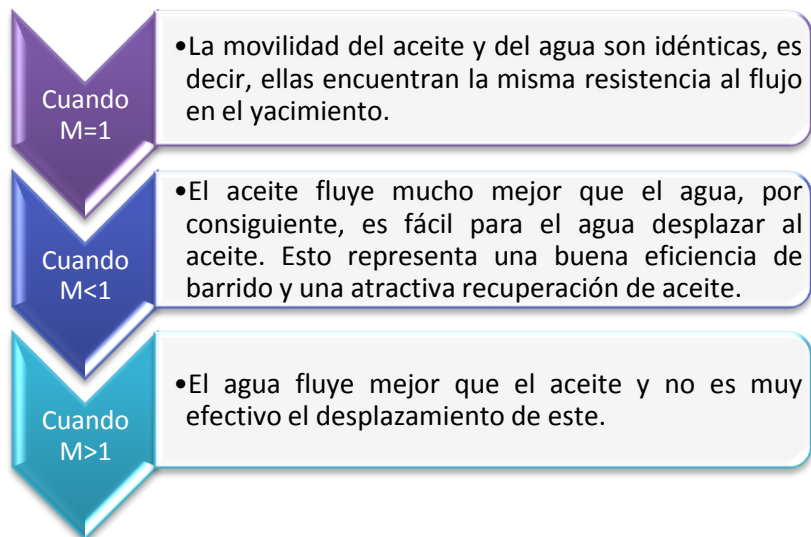 Cuando
M=1
•La movilidad del aceite y del agua son idénticas, es
decir, ellas encuentran la misma resistencia al flujo
en el yacimiento.
Cuando
M<1
•El aceite fluye mucho mejor que el agua, por
consiguiente, es fácil para el agua desplazar al
aceite. Esto representa una buena eficiencia de
barrido y una atractiva recuperación de aceite.
Cuando
M>1
•El agua fluye mejor que el aceite y no es muy
efectivo el desplazamiento de este.